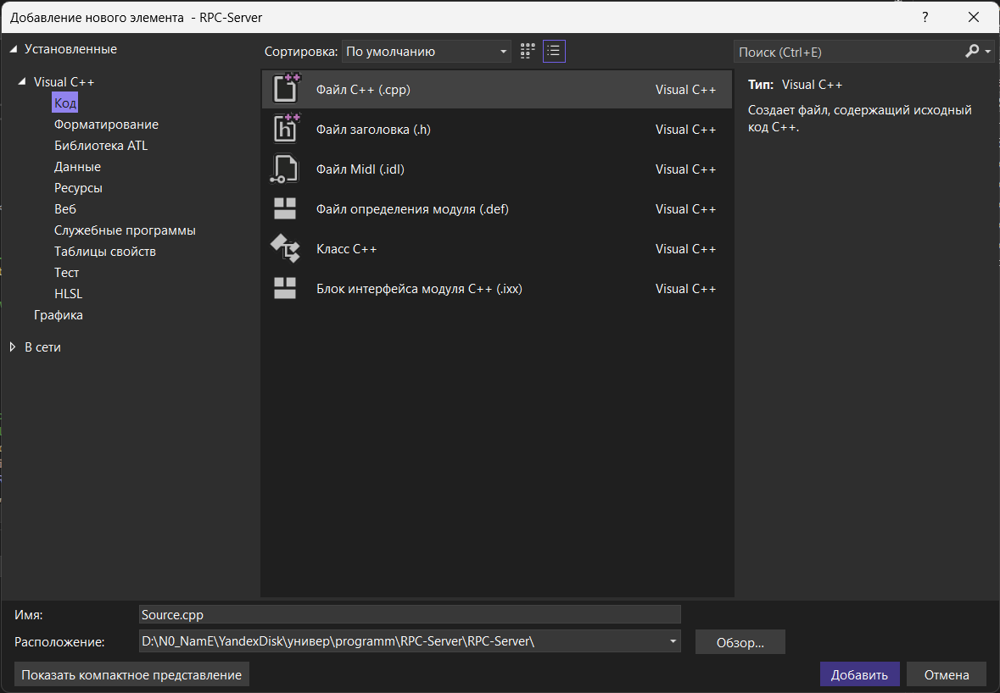 Добавление нового элемента - RPC-Server
?
Установленные
Visual C++
Код
Форматирование
Библиотека ATL
Данные
Ресурсы
Веб
Служебные программы
Таблицы свойств
Тест
HLSL
Графика
В сети
Сортировка: По умолчанию
Файл C++ (.cpp) Visual C++
Файл заголовка (.h) Visual C++
Файл Midl (.idl) Visual C++
Файл определения модуля (.def) Visual C++
Класс C++ Visual C++
Блок интерфейса модуля C++ (.ixx) Visual C++
Поиск (Ctrl+E)
Тип: Visual C++
Создает файл, содержащий исходный
код C++.
Имя: Source.cpp
Расположение: D:\N0_NamE\YandexDisk\универ\programm\RPC-Server\RPC-Server\
Обзор...
Показать компактное представление
Добавить
Отмена